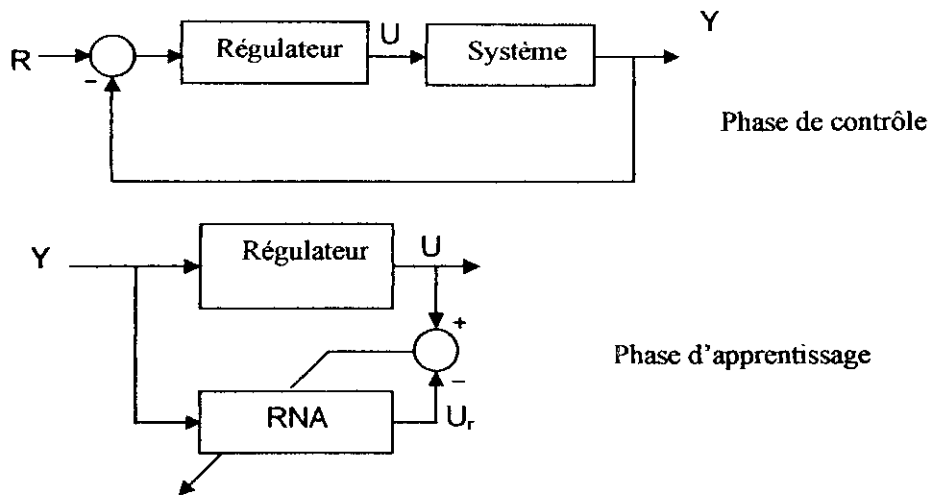 Y
R
−
Régulateur
U
Système
Phase de contrôle
Y
Régulateur
U
+
−
Phase d'apprentissage
RNA
Uᵣ